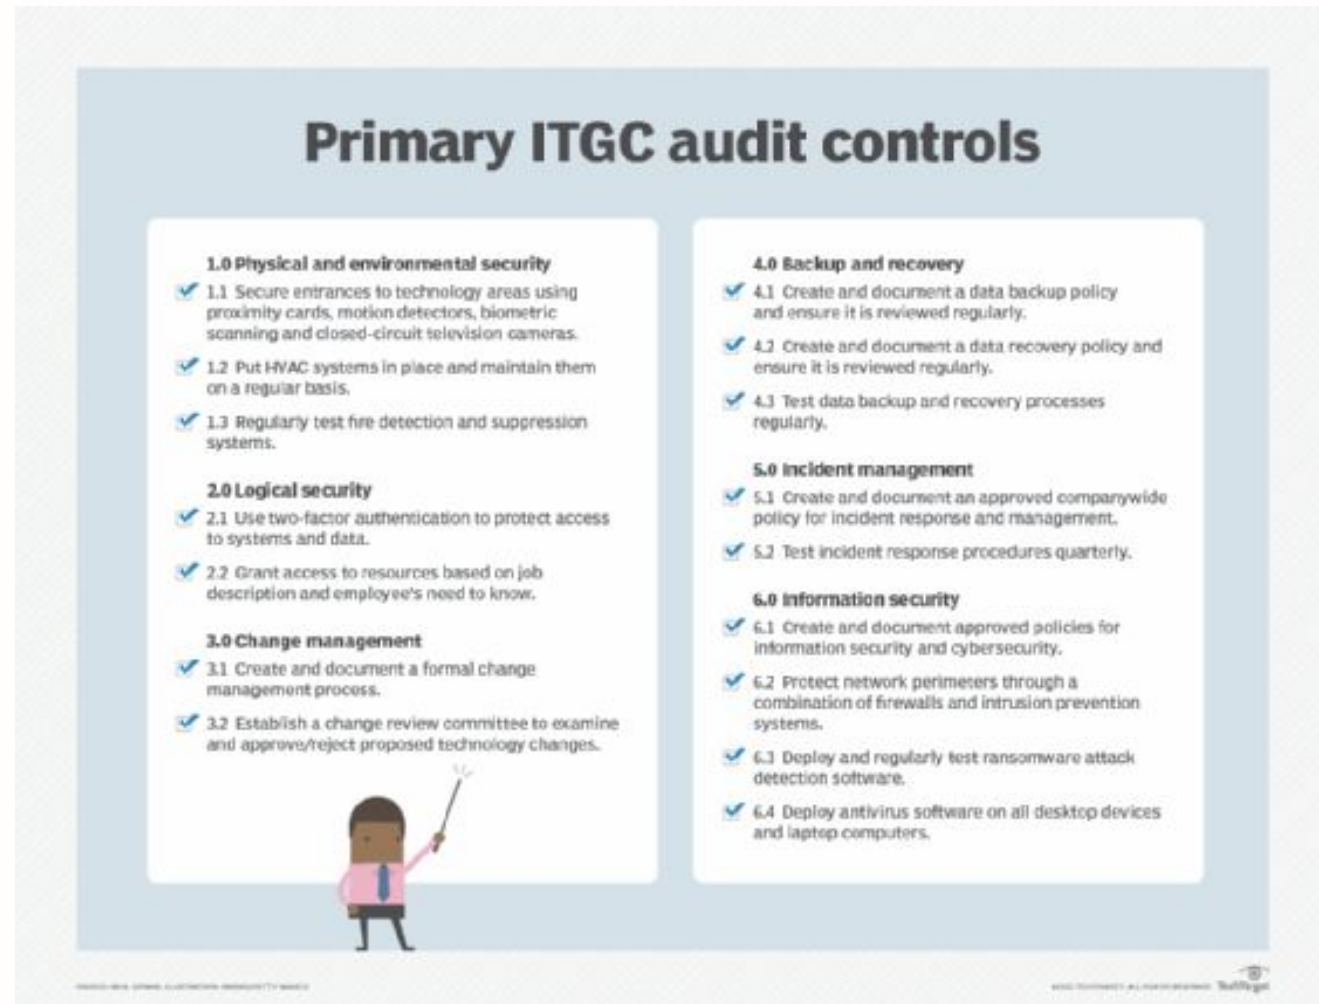 Primary ITGC audit controls
1.0 Physical and environmental security
1.1 Secure entrances to technology areas using
proximity cards, motion detectors, biometric
scanning and closed-circuit television cameras.
1.2 Put HVAC systems in place and maintain them
on a regular basis.
1.3 Regularly test fire detection and suppression
systems.
2.0 Logical security
2.1 Use two-factor authentication to protect access
to systems and data.
2.2 Grant access to resources based on job
description and employee's need to know.
3.0 Change management
3.1 Create and document a formal change
management process.
3.2 Establish a change review committee to examine
and approve/reject proposed technology changes.
4.0 Backup and recovery
4.1 Create and document a data backup policy
and ensure it is reviewed regularly.
4.2 Create and document a data recovery policy and
ensure it is reviewed regularly.
4.3 Test data backup and recovery processes
regularly.
5.0 Incident management
5.1 Create and document an approved companywide
policy for incident response and management.
5.2 Test incident response procedures quarterly.
6.0 Information security
6.1 Create and document approved policies for
information security and cybersecurity.
6.2 Protect network perimeters through a
combination of firewalls and intrusion prevention
systems.
6.3 Deploy and regularly test ransomware attack
detection software.
6.4 Deploy antivirus software on all desktop devices
and laptop computers.
TechTarget